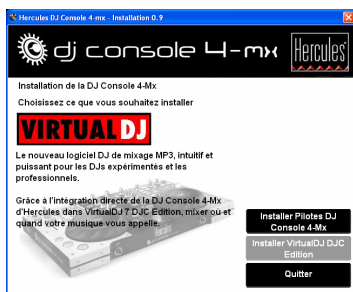 Hercules DJ Console 4-mx - Installation 0.9
dj console 4-mx
Hercules
Installation de la DJ Console 4-Mx
Choisissez ce que vous souhaitez installer
VIRTUAL DJ
Le nouveau logiciel DJ de mixage MP3, intuitif et
puissant pour les DJs expérimentés et les
professionnels.
Grâce à l'intégration directe de la DJ Console 4-Mx
d'Hercules dans VirtualDJ 7 DJC Edition, mixer où et
quand votre musique vous appelle.
Installer Pilotes DJ
Console 4-Mx
Installer VirtualDJ DJC
Edition
Quitter